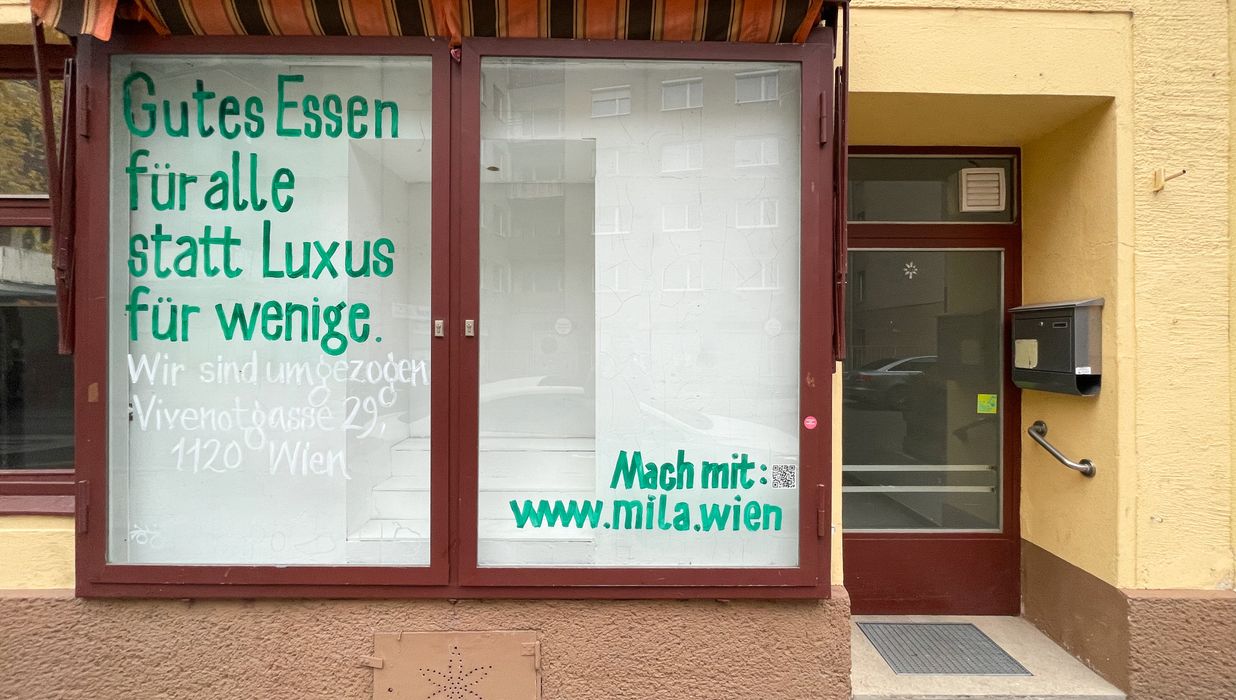 Gutes Essen
für alle
statt Luxus
für wenige.
Wir sind umgezogen
Vivenotgasse 29,
1120 Wien
Mach mit:
www.mila.wien